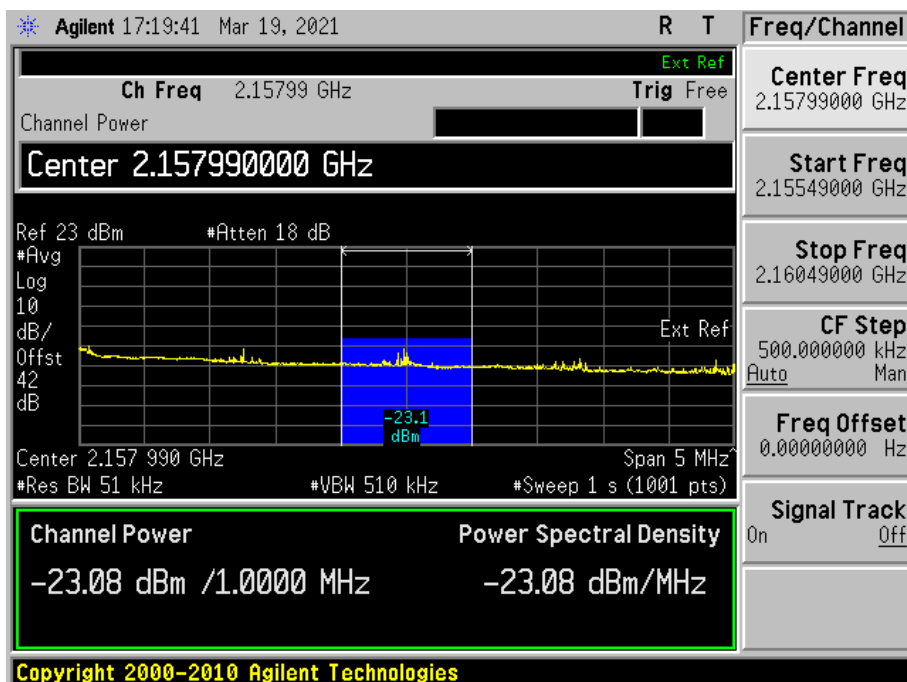 Agilent 17:19:41 Mar 19, 2021 R T
Freq/Channel
Ext Ref
Ch Freq 2.15799 GHz Trig Free
Channel Power
Center 2.157990000 GHz
Ref 23 dBm #Atten 18 dB
#Avg
Log
10
dB/
Offst
42
dB
Ext Ref
-23.1
dBm
Center 2.157 990 GHz Span 5 MHz^
#Res BW 51 kHz #VBW 510 kHz #Sweep 1 s (1001 pts)
Channel Power Power Spectral Density
-23.08 dBm /1.0000 MHz -23.08 dBm/MHz
Center Freq
2.15799000 GHz
Start Freq
2.15549000 GHz
Stop Freq
2.16049000 GHz
CF Step
500.000000 kHz
Auto Man
Freq Offset
0.00000000 Hz
Signal Track
On Off
Copyright 2000-2010 Agilent Technologies